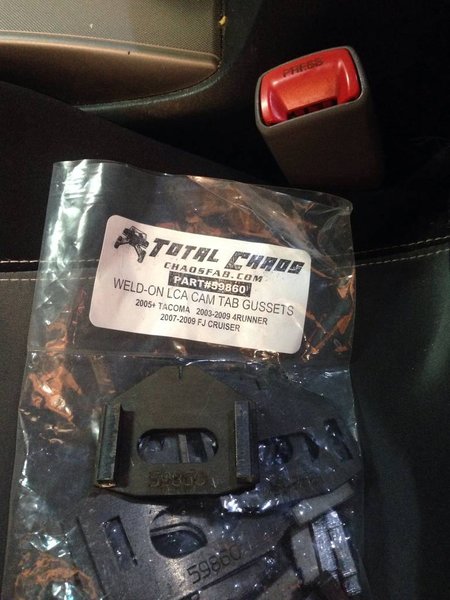 PRESS
TOTAL CHAOS
CHAOSFAB.COM
PART#59860
WELD-ON LCA CAM TAB GUSSETS
2005+ TACOMA 2003-2009 4RUNNER
2007-2009 FJ CRUISER
59860
59860